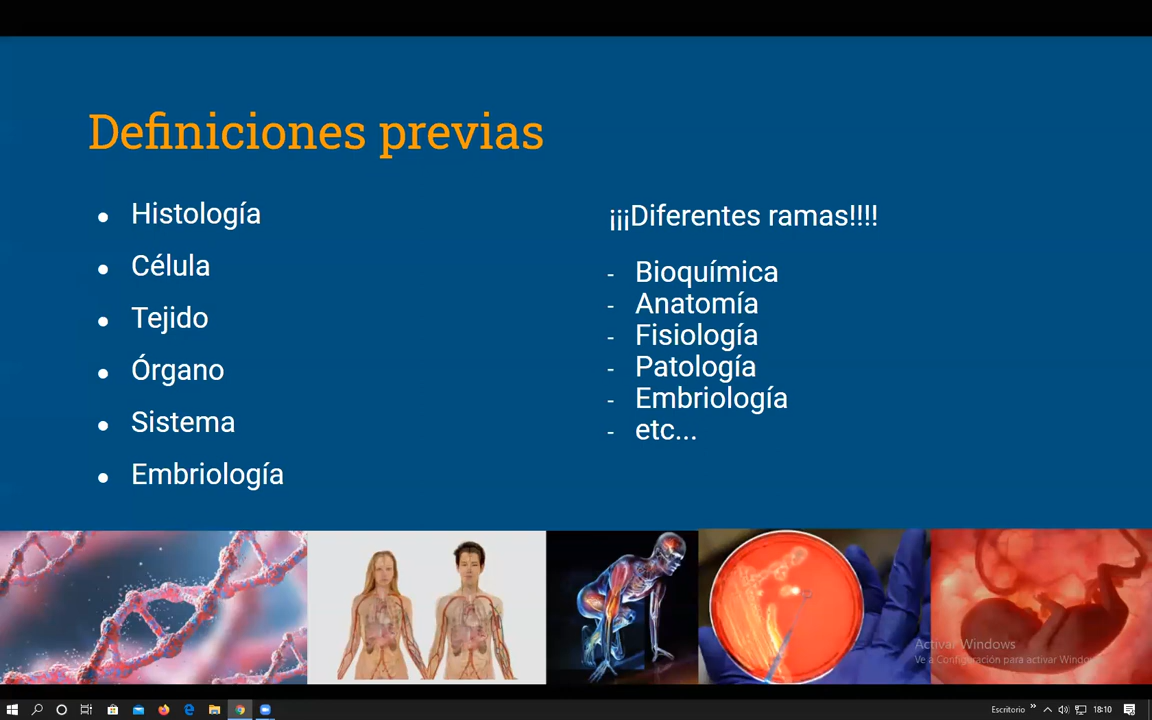 Definiciones previas
● Histología
● Célula
● Tejido
● Órgano
● Sistema
● Embriología
¡¡¡Diferentes ramas!!!!
- Bioquímica
- Anatomía
- Fisiología
- Patología
- Embriología
- etc...
Activar Windows
Ve a Configuración para activar Windows
Escritorio
18:10